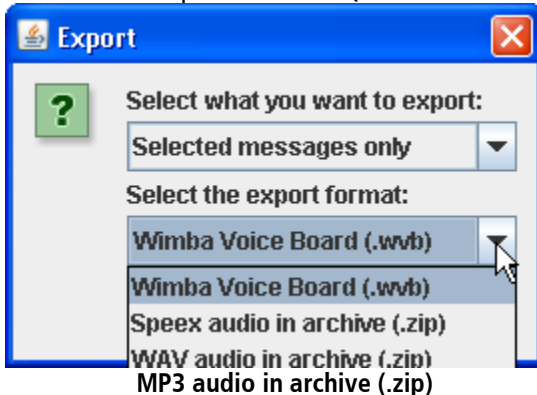 Export
Select what you want to export:
Selected messages only
Select the export format:
Wimba Voice Board (.wvb)
Wimba Voice Board (.wvb)
Speex audio in archive (.zip)
WAV audio in archive (.zip)
MP3 audio in archive (.zip)